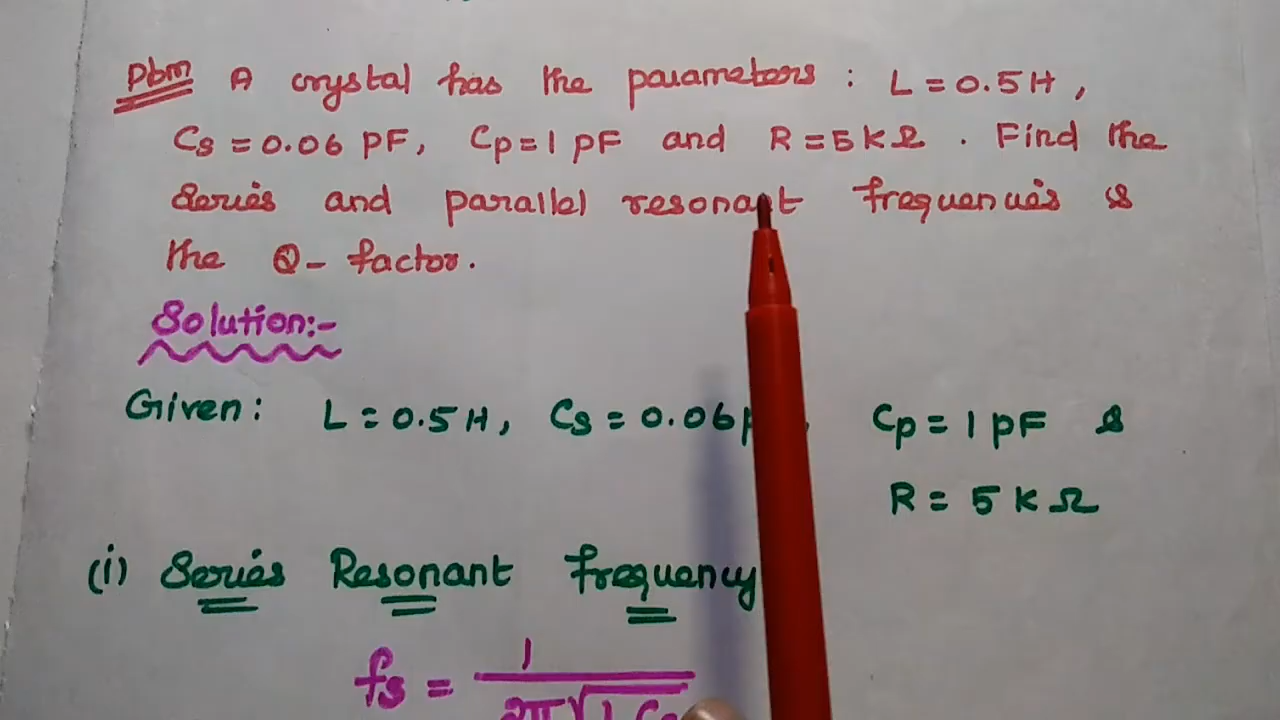 Pbm A crystal has the parameters : L = 0.5 H,
Cs = 0.06 PF, Cp = 1 PF and R = 5 K Ω . Find the
series and parallel resonant frequencies &
the Q- factor.
Solution:-
Given: L = 0.5 H, Cs = 0.06 Cp = 1 pF &
R = 5 K Ω
(i) Series Resonant Frequency
fs = 1
2π√LCs